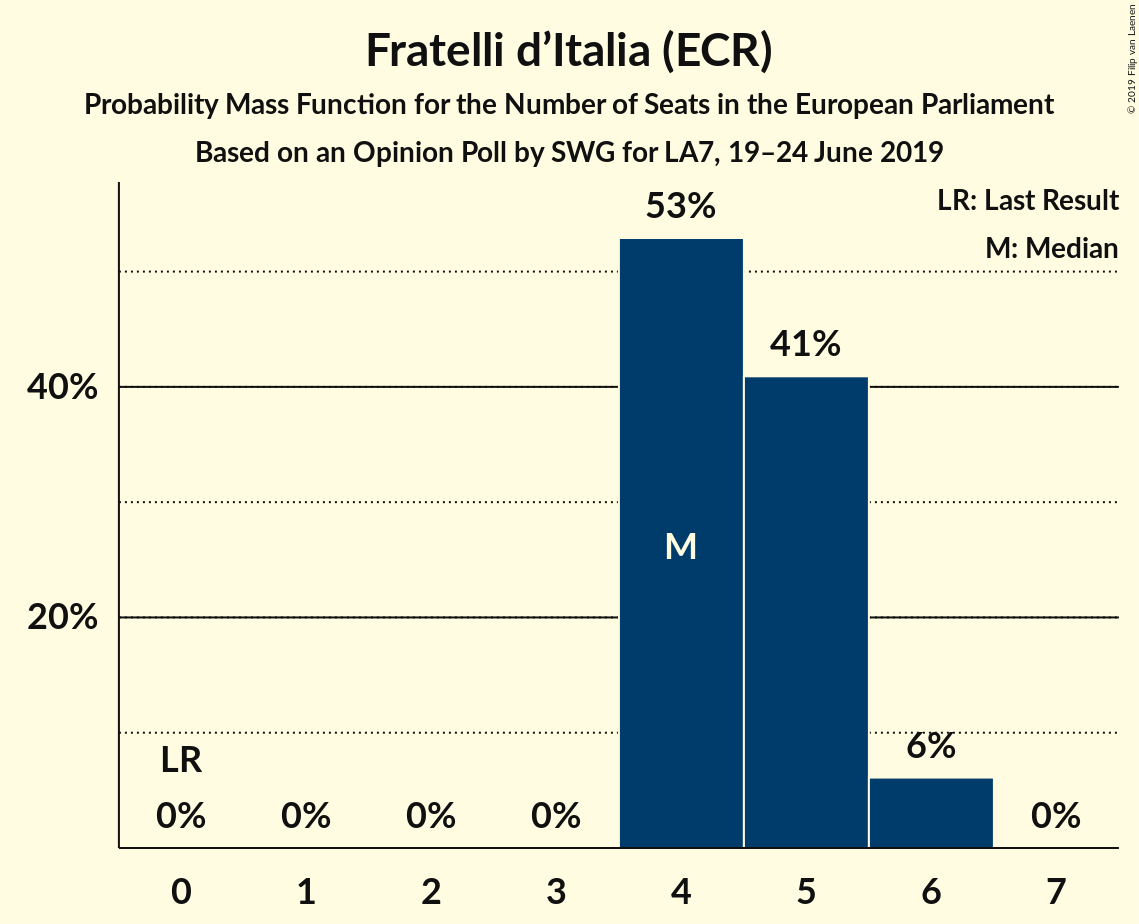 Fratelli d’Italia (ECR)
Probability Mass Function for the Number of Seats in the European Parliament
Based on an Opinion Poll by SWG for LA7, 19–24 June 2019
© 2019 Filip van Laenen
LR: Last Result
M: Median
53%
41%
40%
M
20%
6%
LR
0% 0% 0% 0% 0%
0 1 2 3 4 5 6 7